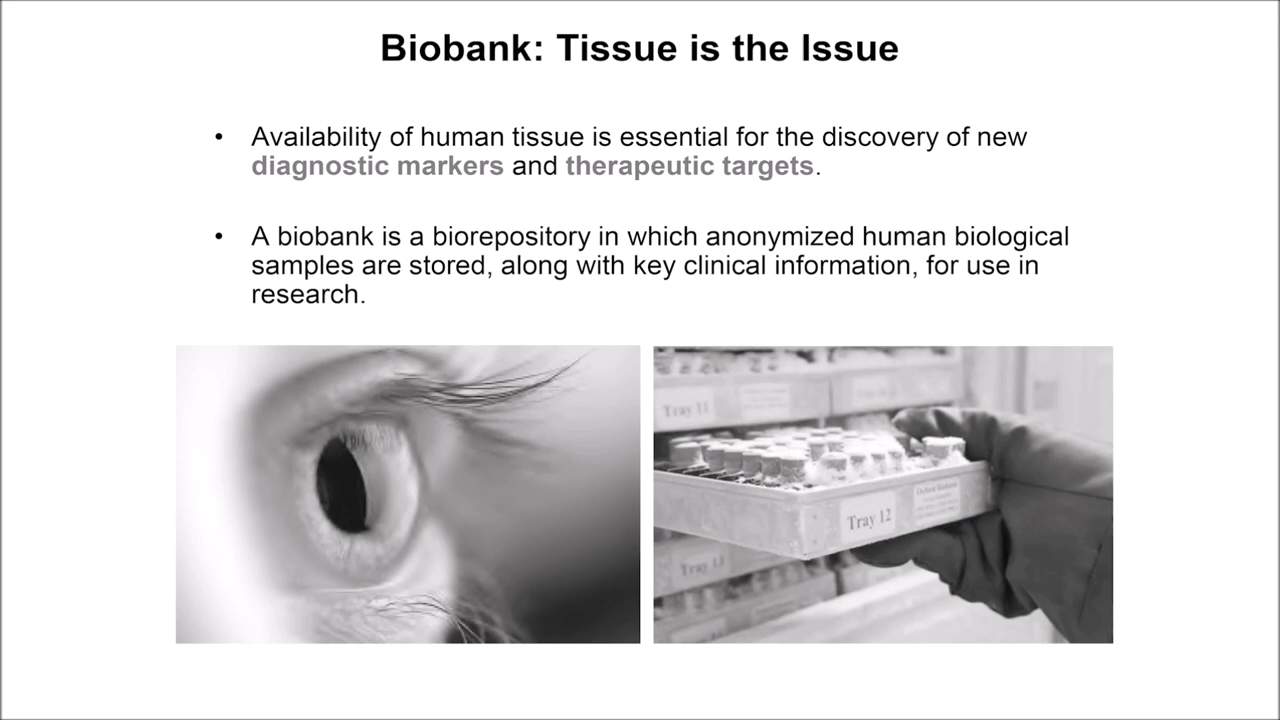 Biobank: Tissue is the Issue
• Availability of human tissue is essential for the discovery of new
diagnostic markers and therapeutic targets.
• A biobank is a biorepository in which anonymized human biological
samples are stored, along with key clinical information, for use in
research.
Tray 11
Tray 12
Tray 13